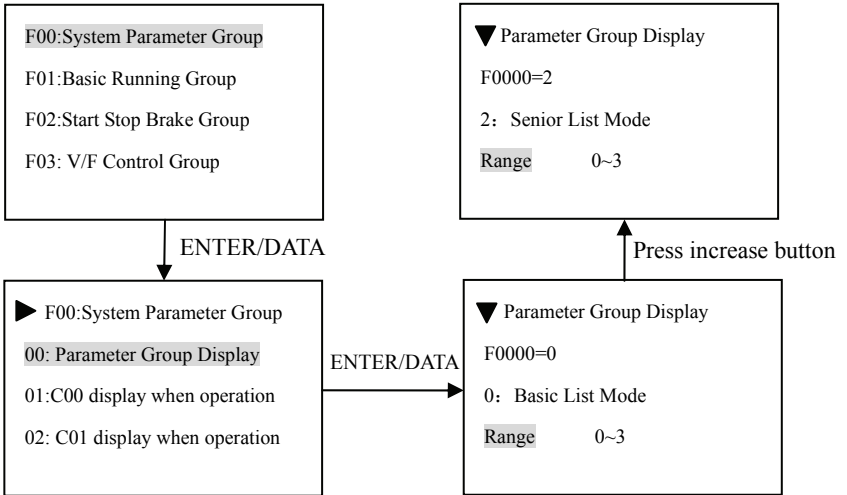 F00:System Parameter Group
F01:Basic Running Group
F02:Start Stop Brake Group
F03: V/F Control Group
ENTER/DATA
F00:System Parameter Group
00: Parameter Group Display
01:C00 display when operation
02: C01 display when operation
ENTER/DATA
Parameter Group Display
F0000=0
0：Basic List Mode
Range 0~3
Press increase button
Parameter Group Display
F0000=2
2：Senior List Mode
Range 0~3